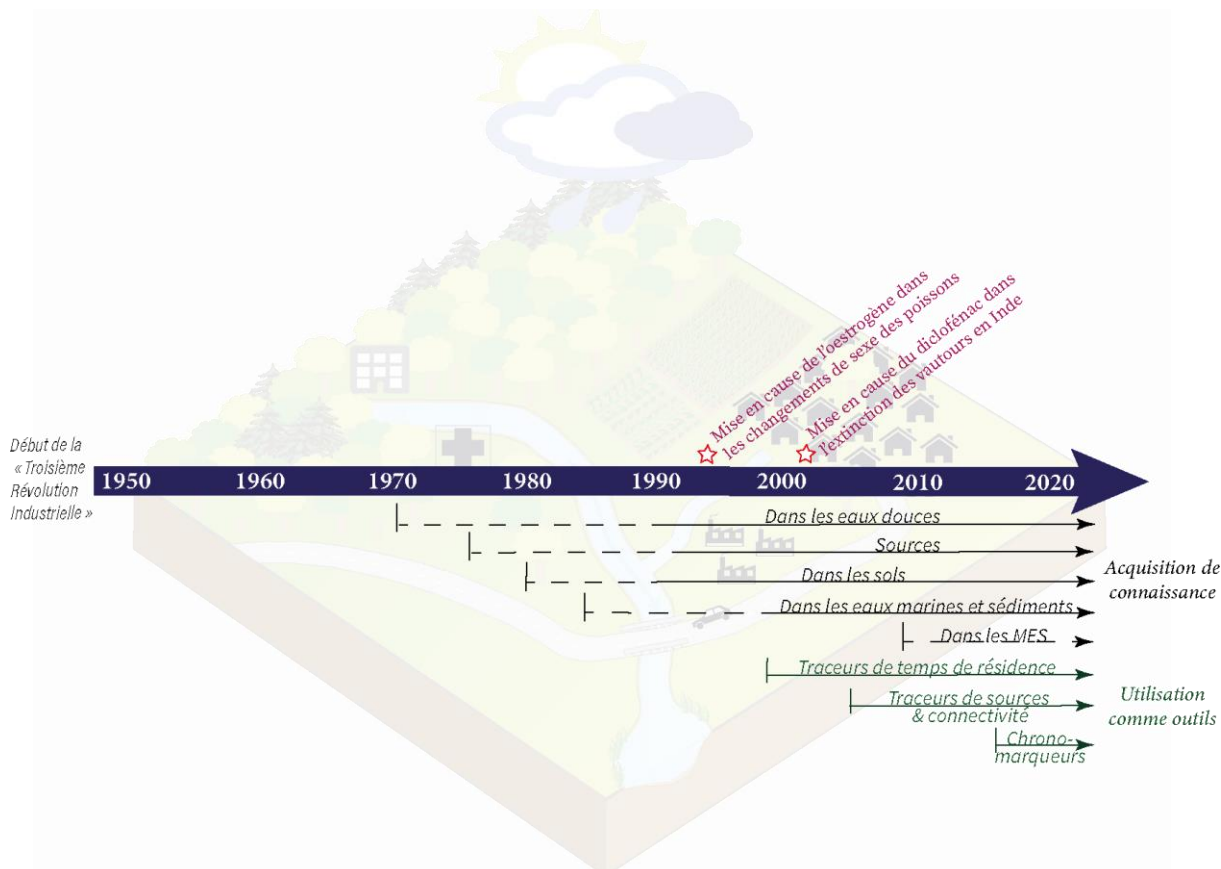 Mise en cause de l'oestrogène dans
les changements de sexe des poissons
Mise en cause du diclofénac dans
l'extinction des vautours en Inde
Début de la
« Troisième
Révolution
Industrielle »
1950 1960 1970 1980 1990 2000 2010 2020
Dans les eaux douces
Sources
Dans les sols
Dans les eaux marines et sédiments
Dans les MES
Acquisition de
connaissance
Traceurs de temps de résidence
Traceurs de sources
& connectivité
Chrono-
marqueurs
Utilisation
comme outils